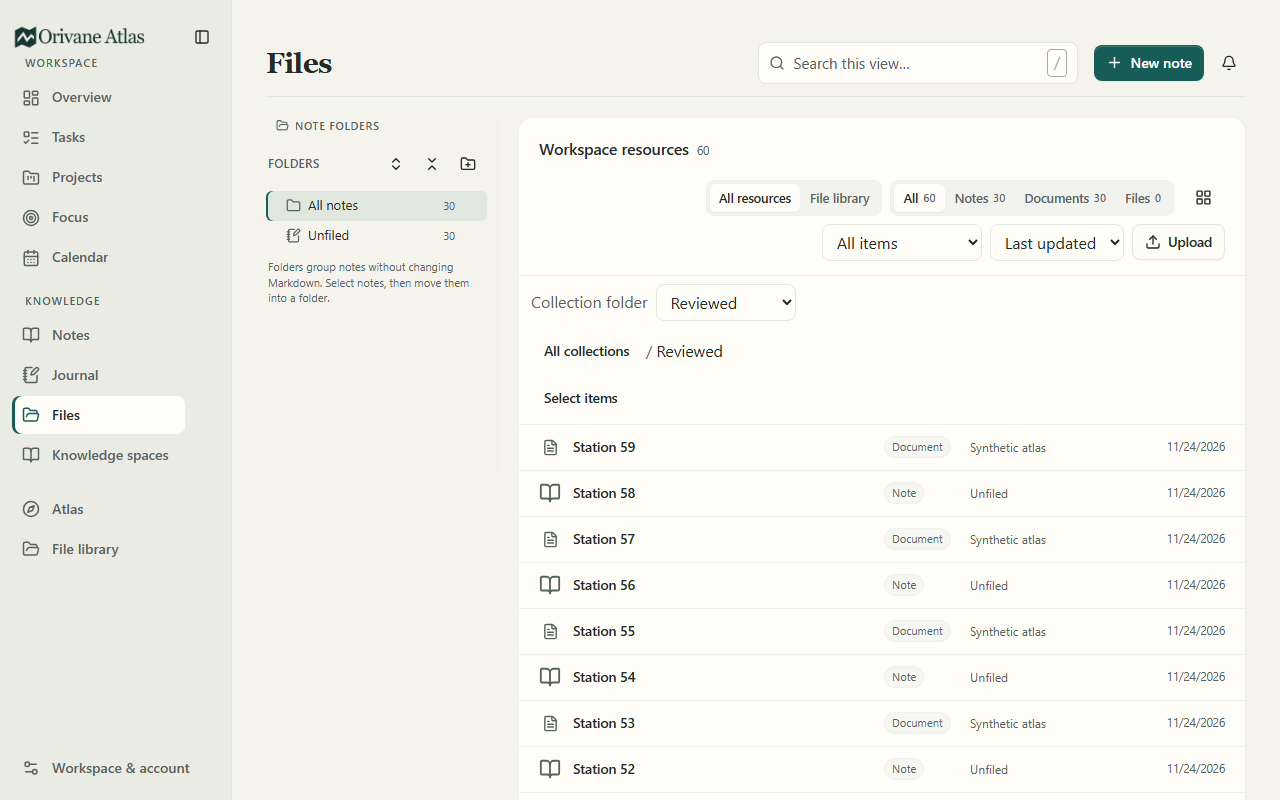 Orivane Atlas
WORKSPACE
Overview
Tasks
Projects
Focus
Calendar
KNOWLEDGE
Notes
Journal
Files
Knowledge spaces
Atlas
File library
Workspace & account
Files
Search this view... /
New note
NOTE FOLDERS
FOLDERS
All notes 30
Unfiled 30
Folders group notes without changing
Markdown. Select notes, then move them
into a folder.
Workspace resources 60
All resources File library All 60 Notes 30 Documents 30 Files 0
All items Last updated Upload
Collection folder Reviewed
All collections / Reviewed
Select items
Station 59 Document Synthetic atlas 11/24/2026
Station 58 Note Unfiled 11/24/2026
Station 57 Document Synthetic atlas 11/24/2026
Station 56 Note Unfiled 11/24/2026
Station 55 Document Synthetic atlas 11/24/2026
Station 54 Note Unfiled 11/24/2026
Station 53 Document Synthetic atlas 11/24/2026
Station 52 Note Unfiled 11/24/2026